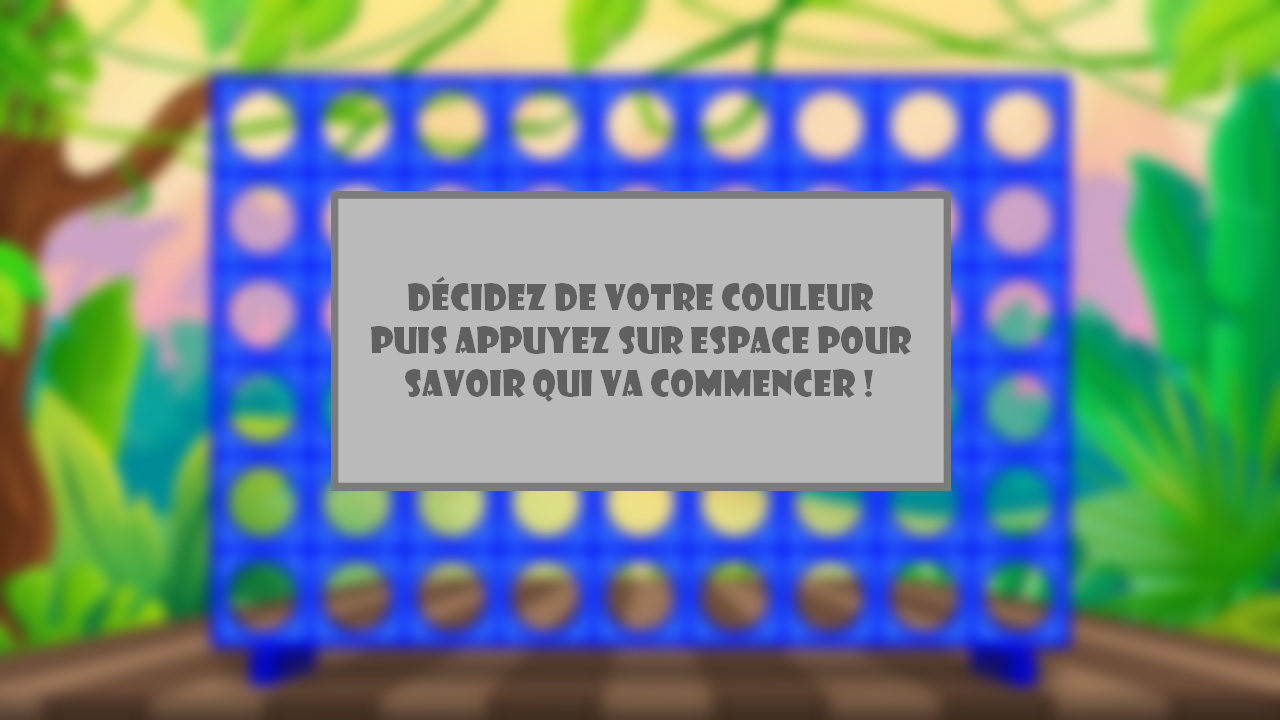 DÉCIDEZ DE VOTRE COULEUR
PUIS APPUYEZ SUR ESPACE POUR
SAVOIR QUI VA COMMENCER !